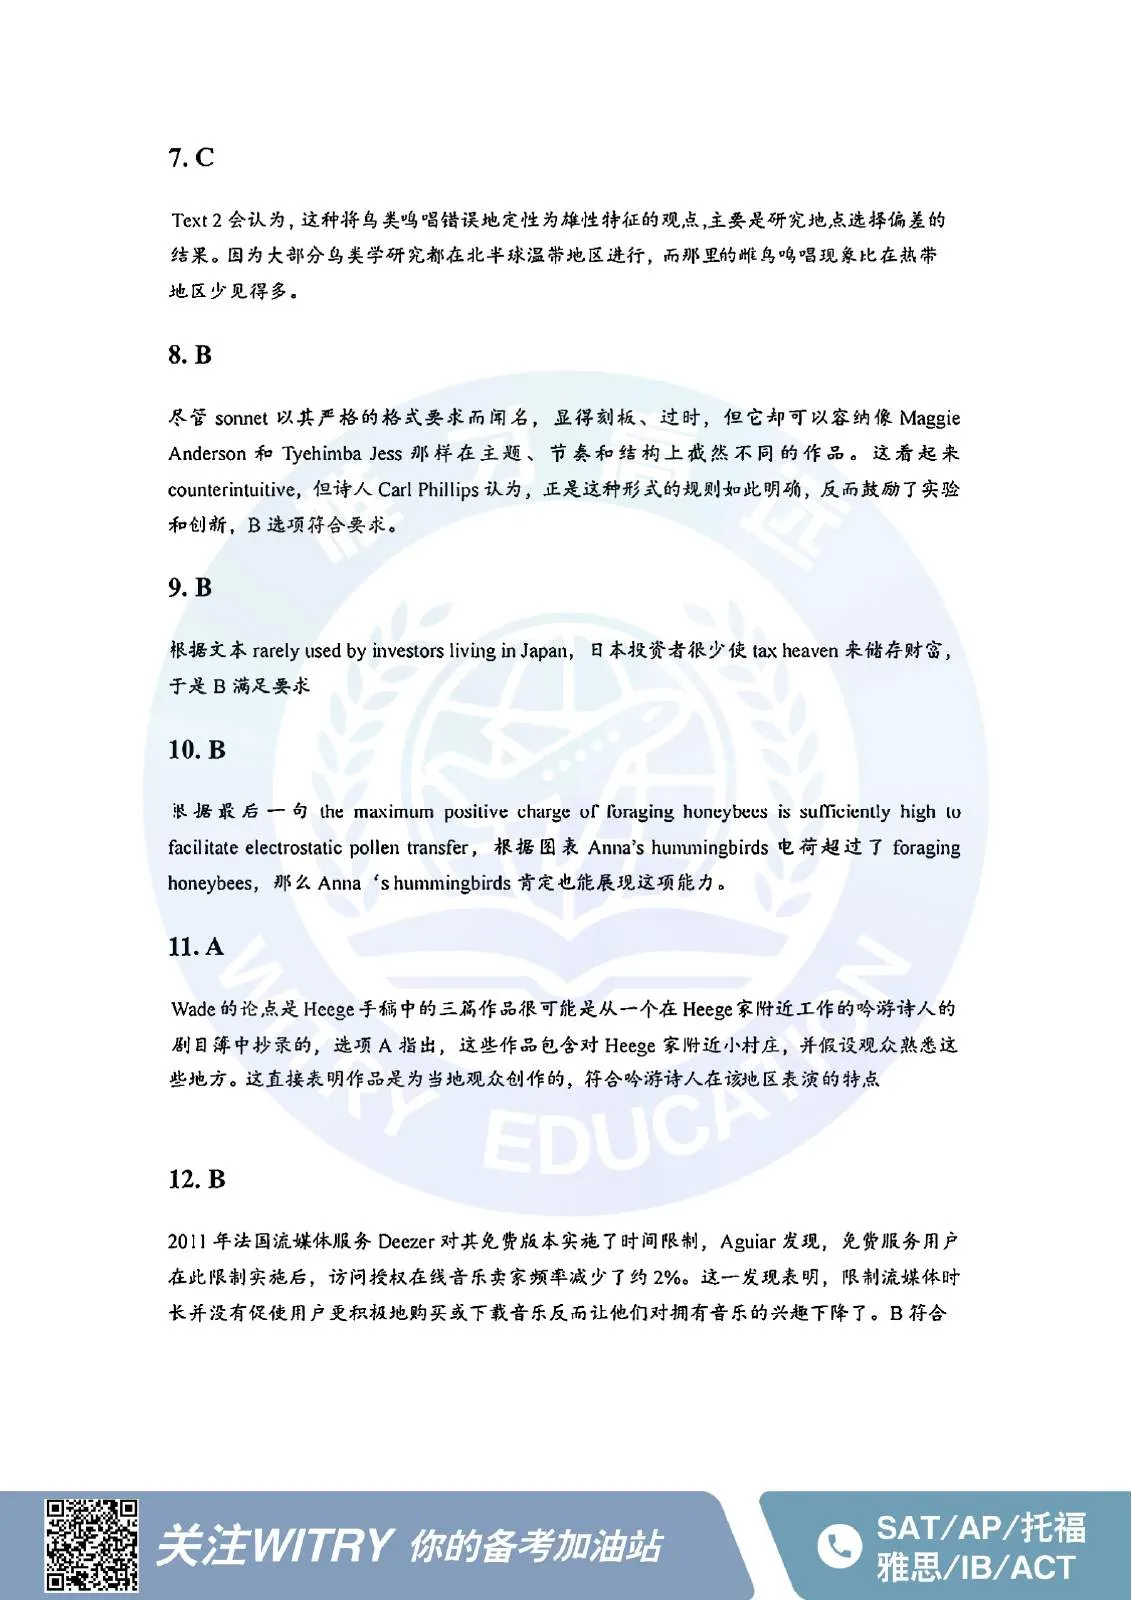 7. C
Text 2 会认为，这种将鸟类鸣唱错误地定性为雄性特征的观点,主要是研究地点选择偏差的
结果。因为大部分鸟类学研究都在北半球温带地区进行，而那里的雌鸟鸣唱现象比在热带
地区少见得多。
8. B
尽管 sonnet 以其严格的格式要求而闻名，显得刻板、过时，但它却可以容纳像 Maggie
Anderson 和 Tyehimba Jess 那样在主题、节奏和结构上截然不同的作品。这看起来
counterintuitive，但诗人 Carl Phillips 认为，正是这种形式的规则如此明确，反而鼓励了实验
和创新，B 选项符合要求。
9. B
根据文本 rarely used by investors living in Japan，日本投资者很少使 tax heaven 来储存财富，
于是 B 满足要求
10. B
根据最后一句 the maximum positive charge of foraging honeybees is sufficiently high to
facilitate electrostatic pollen transfer，根据图表 Anna's hummingbirds 电荷超过了 foraging
honeybees，那么 Anna‘s hummingbirds 肯定也能展现这项能力。
11. A
Wade 的论点是 Heege 手稿中的三篇作品很可能是从一个在 Heege 家附近工作的吟游诗人的
剧目簿中抄录的，选项 A 指出，这些作品包含对 Heege 家附近小村庄，并假设观众熟悉这
些地方。这直接表明作品是为当地观众创作的，符合吟游诗人在该地区表演的特点
12. B
2011 年法国流媒体服务 Deezer 对其免费版本实施了时间限制，Aguiar 发现，免费服务用户
在此限制实施后，访问授权在线音乐卖家频率减少了约 2%。这一发现表明，限制流媒体时
长并没有促使用户更积极地购买或下载音乐反而让他们对拥有音乐的兴趣下降了。B 符合
WITRY EDUCATION
关注WITRY 你的备考加油站
SAT/AP/托福
雅思/IB/ACT